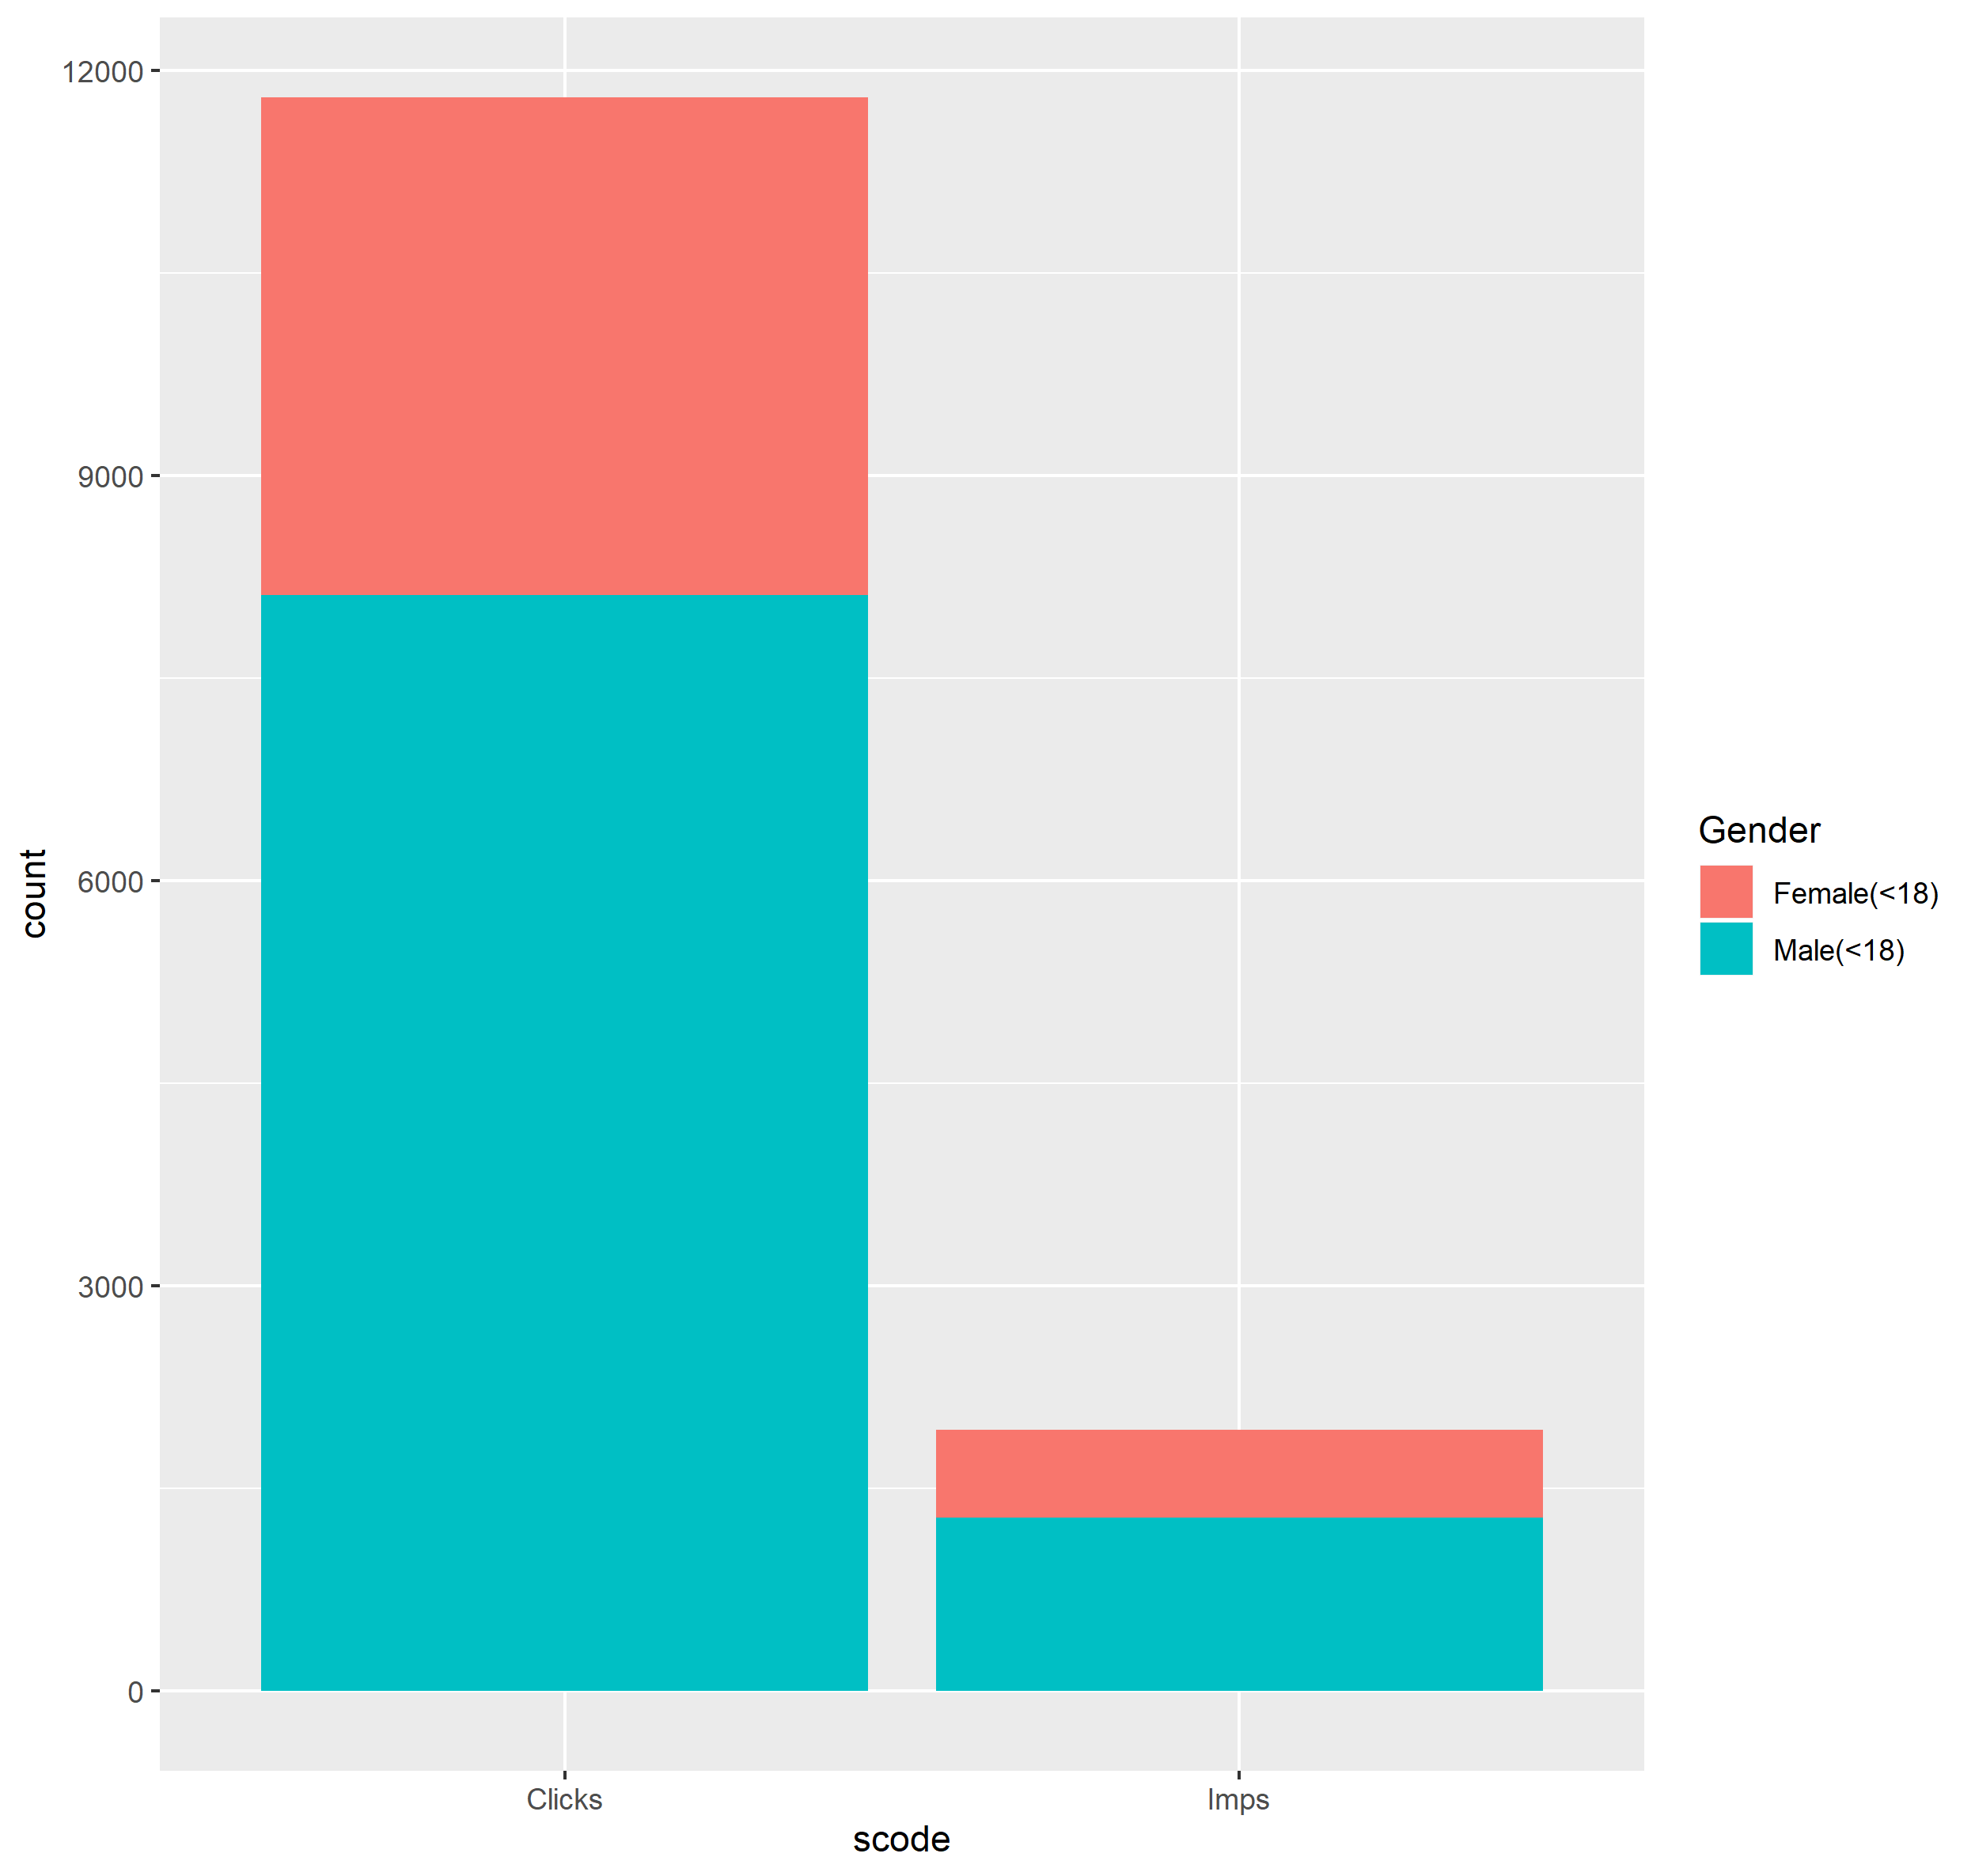 12000
9000
6000
3000
0
count
Clicks
Imps
scode
Gender
Female(<18)
Male(<18)